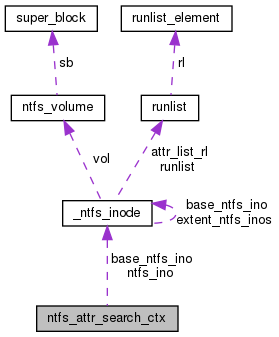 super_block
runlist_element
sb
rl
ntfs_volume
runlist
vol
attr_list_rl
runlist
_ntfs_inode
base_ntfs_ino
extent_ntfs_inos
base_ntfs_ino
ntfs_ino
ntfs_attr_search_ctx